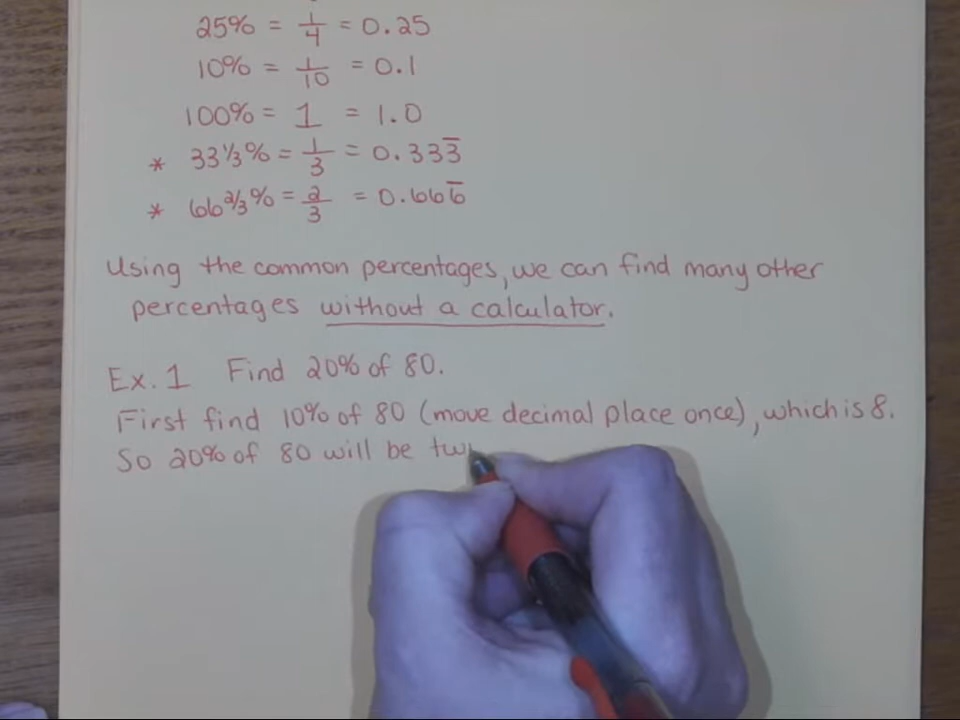 25% = 1/4 = 0.25
10% = 1/10 = 0.1
100% = 1 = 1.0
* 33 1/3% = 1/3 = 0.333̅
* 66 2/3% = 2/3 = 0.666̅
Using the common percentages, we can find many other
percentages without a calculator.
Ex. 1 Find 20% of 80.
First find 10% of 80 (move decimal place once), which is 8.
So 20% of 80 will be tw